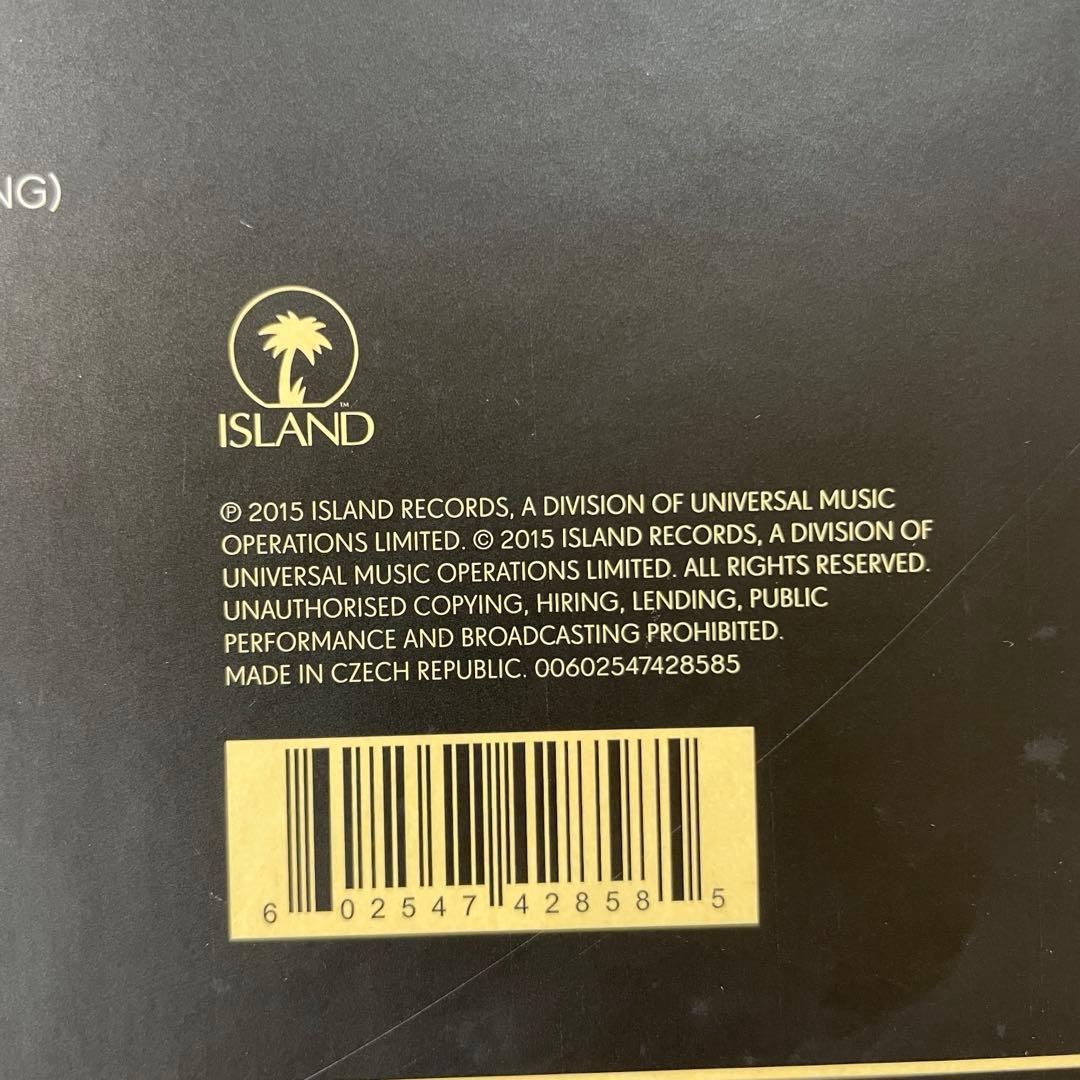 NG)
ISLAND™
℗ 2015 ISLAND RECORDS, A DIVISION OF UNIVERSAL MUSIC
OPERATIONS LIMITED. © 2015 ISLAND RECORDS, A DIVISION OF
UNIVERSAL MUSIC OPERATIONS LIMITED. ALL RIGHTS RESERVED.
UNAUTHORISED COPYING, HIRING, LENDING, PUBLIC
PERFORMANCE AND BROADCASTING PROHIBITED.
MADE IN CZECH REPUBLIC. 00602547428585
6 02547 42858 5